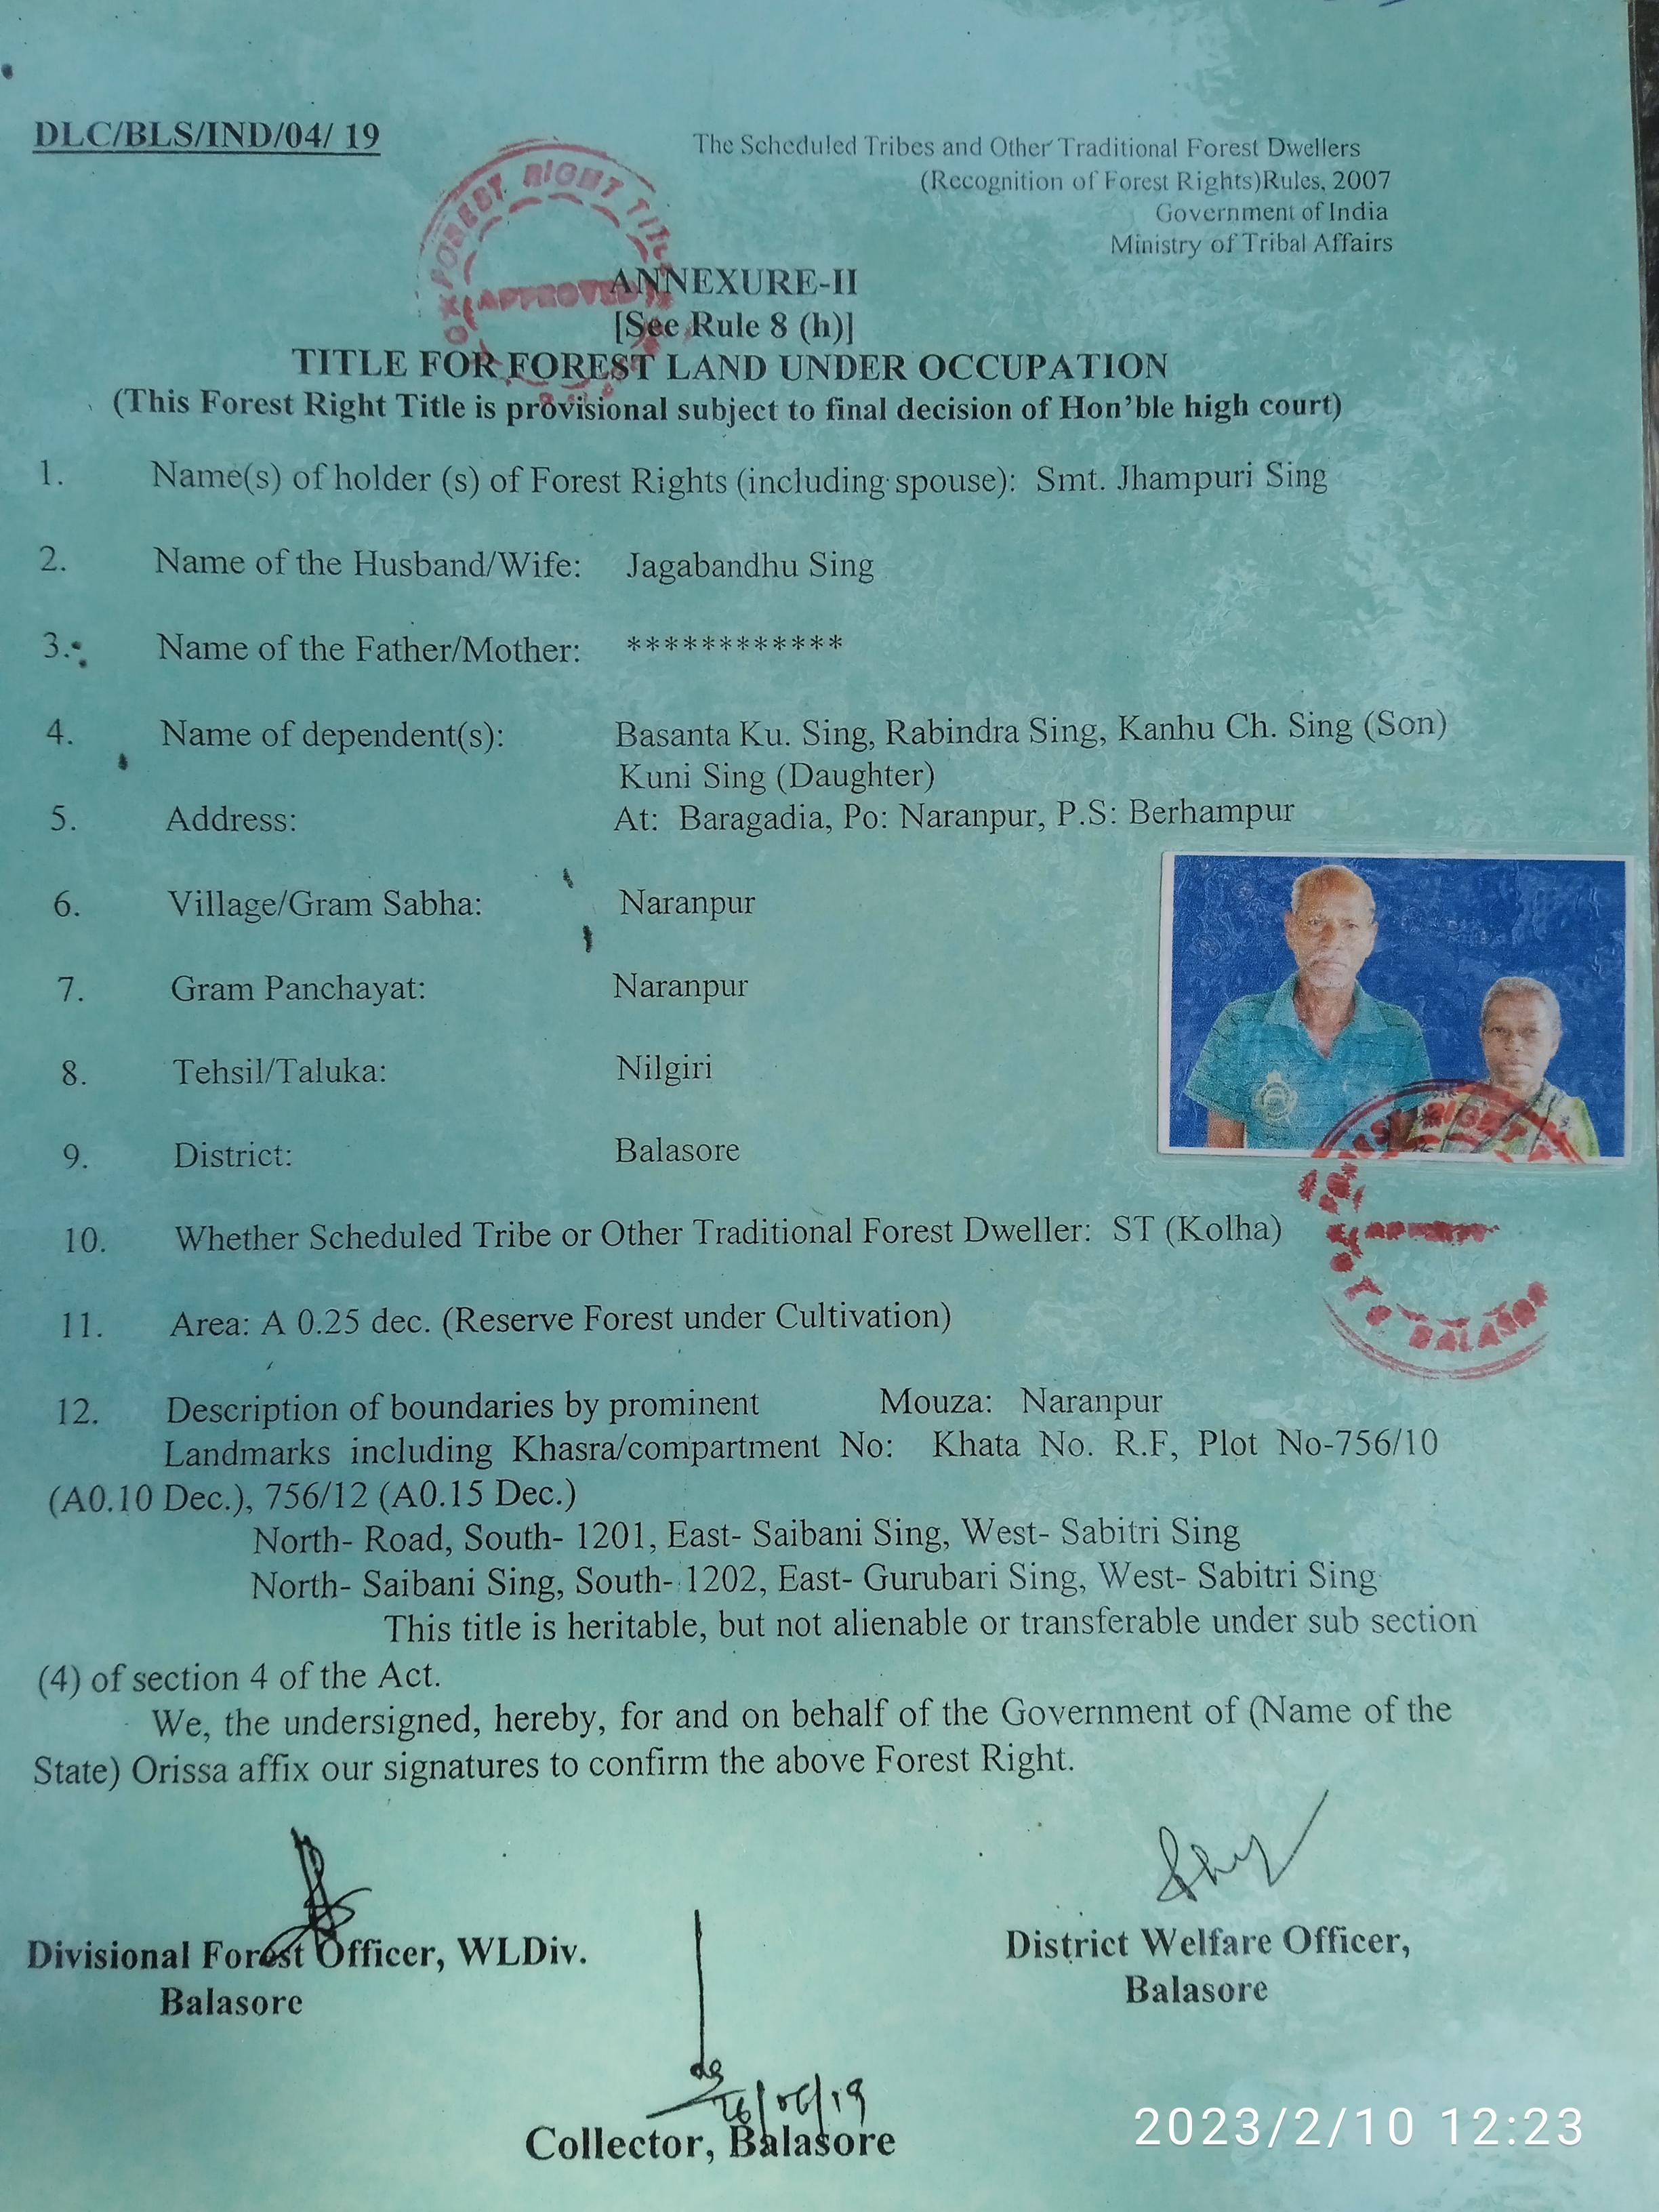 DLC/BLS/IND/04/ 19
The Scheduled Tribes and Other Traditional Forest Dwellers
(Recognition of Forest Rights)Rules, 2007
Government of India
Ministry of Tribal Affairs
FOREST RIGHT
APPROVED
ANNEXURE-II
[See Rule 8 (h)]
TITLE FOR FOREST LAND UNDER OCCUPATION
(This Forest Right Title is provisional subject to final decision of Hon'ble high court)
1. Name(s) of holder (s) of Forest Rights (including spouse): Smt. Jhampuri Sing
2. Name of the Husband/Wife: Jagabandhu Sing
3. Name of the Father/Mother: ************
4. Name of dependent(s): Basanta Ku. Sing, Rabindra Sing, Kanhu Ch. Sing (Son)
Kuni Sing (Daughter)
5. Address: At: Baragadia, Po: Naranpur, P.S: Berhampur
6. Village/Gram Sabha: Naranpur
7. Gram Panchayat: Naranpur
8. Tehsil/Taluka: Nilgiri
9. District: Balasore
10. Whether Scheduled Tribe or Other Traditional Forest Dweller: ST (Kolha)
11. Area: A 0.25 dec. (Reserve Forest under Cultivation)
BALASORE
12. Description of boundaries by prominent Mouza: Naranpur
Landmarks including Khasra/compartment No: Khata No. R.F, Plot No-756/10
(A0.10 Dec.), 756/12 (A0.15 Dec.)
North- Road, South- 1201, East- Saibani Sing, West- Sabitri Sing
North- Saibani Sing, South- 1202, East- Gurubari Sing, West- Sabitri Sing
This title is heritable, but not alienable or transferable under sub section
(4) of section 4 of the Act.
We, the undersigned, hereby, for and on behalf of the Government of (Name of the
State) Orissa affix our signatures to confirm the above Forest Right.
Divisional Forest Officer, WLDiv.
Balasore
District Welfare Officer,
Balasore
Collector, Balasore
2023/2/10 12:23